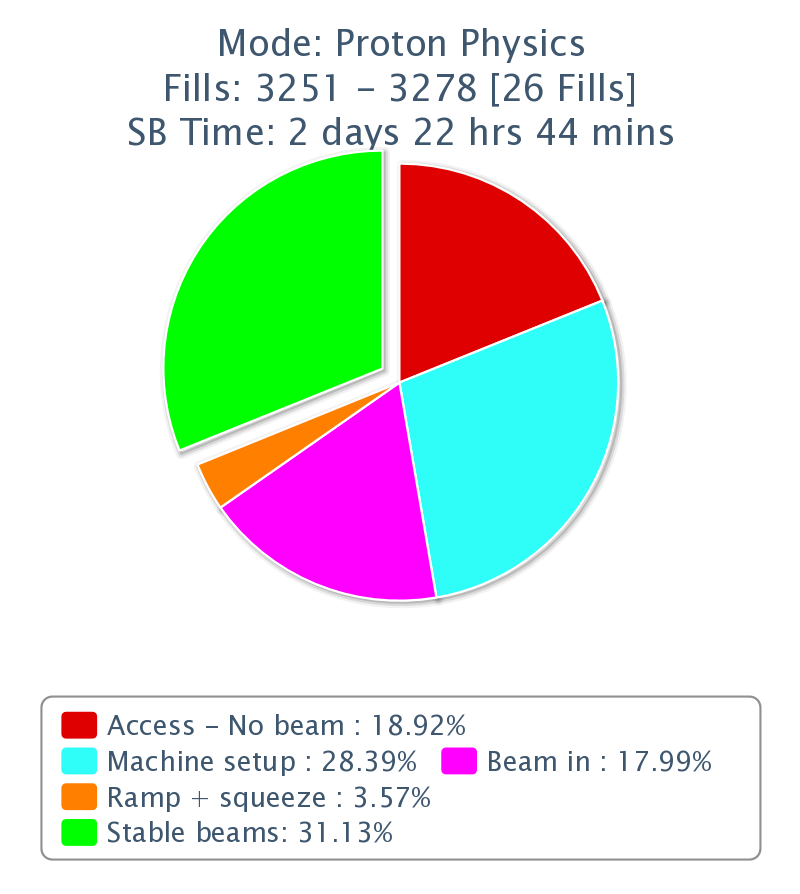 Mode: Proton Physics
Fills: 3251 – 3278 [26 Fills]
SB Time: 2 days 22 hrs 44 mins
Access – No beam : 18.92%
Machine setup : 28.39% Beam in : 17.99%
Ramp + squeeze : 3.57%
Stable beams: 31.13%